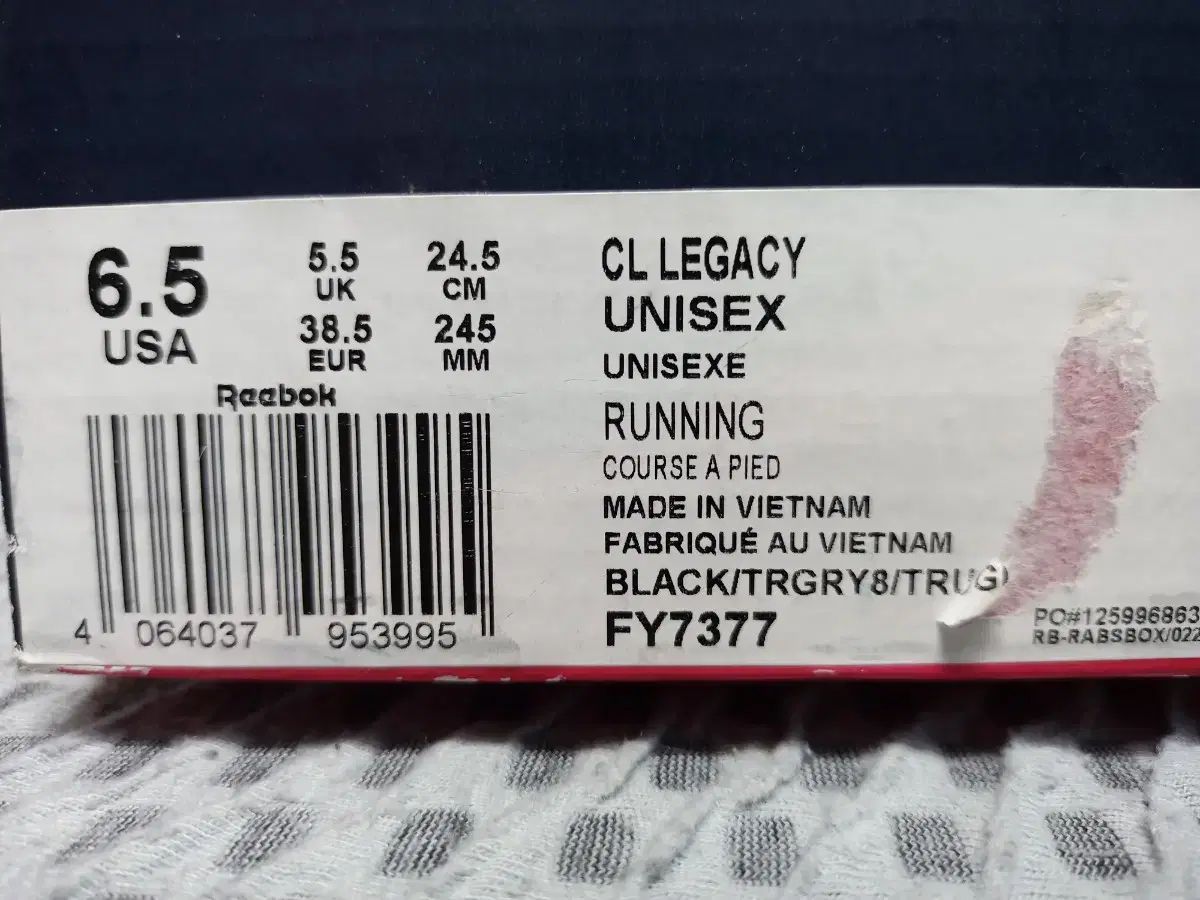 6.5
USA
5.5
UK
38.5
EUR
24.5
CM
245
MM
Reebok
4 064037 953995
CL LEGACY
UNISEX
UNISEXE
RUNNING
COURSE A PIED
MADE IN VIETNAM
FABRIQUÉ AU VIETNAM
BLACK/TRGRY8/TRUG
FY7377
PO#125996863
RB-RABSBOX/022